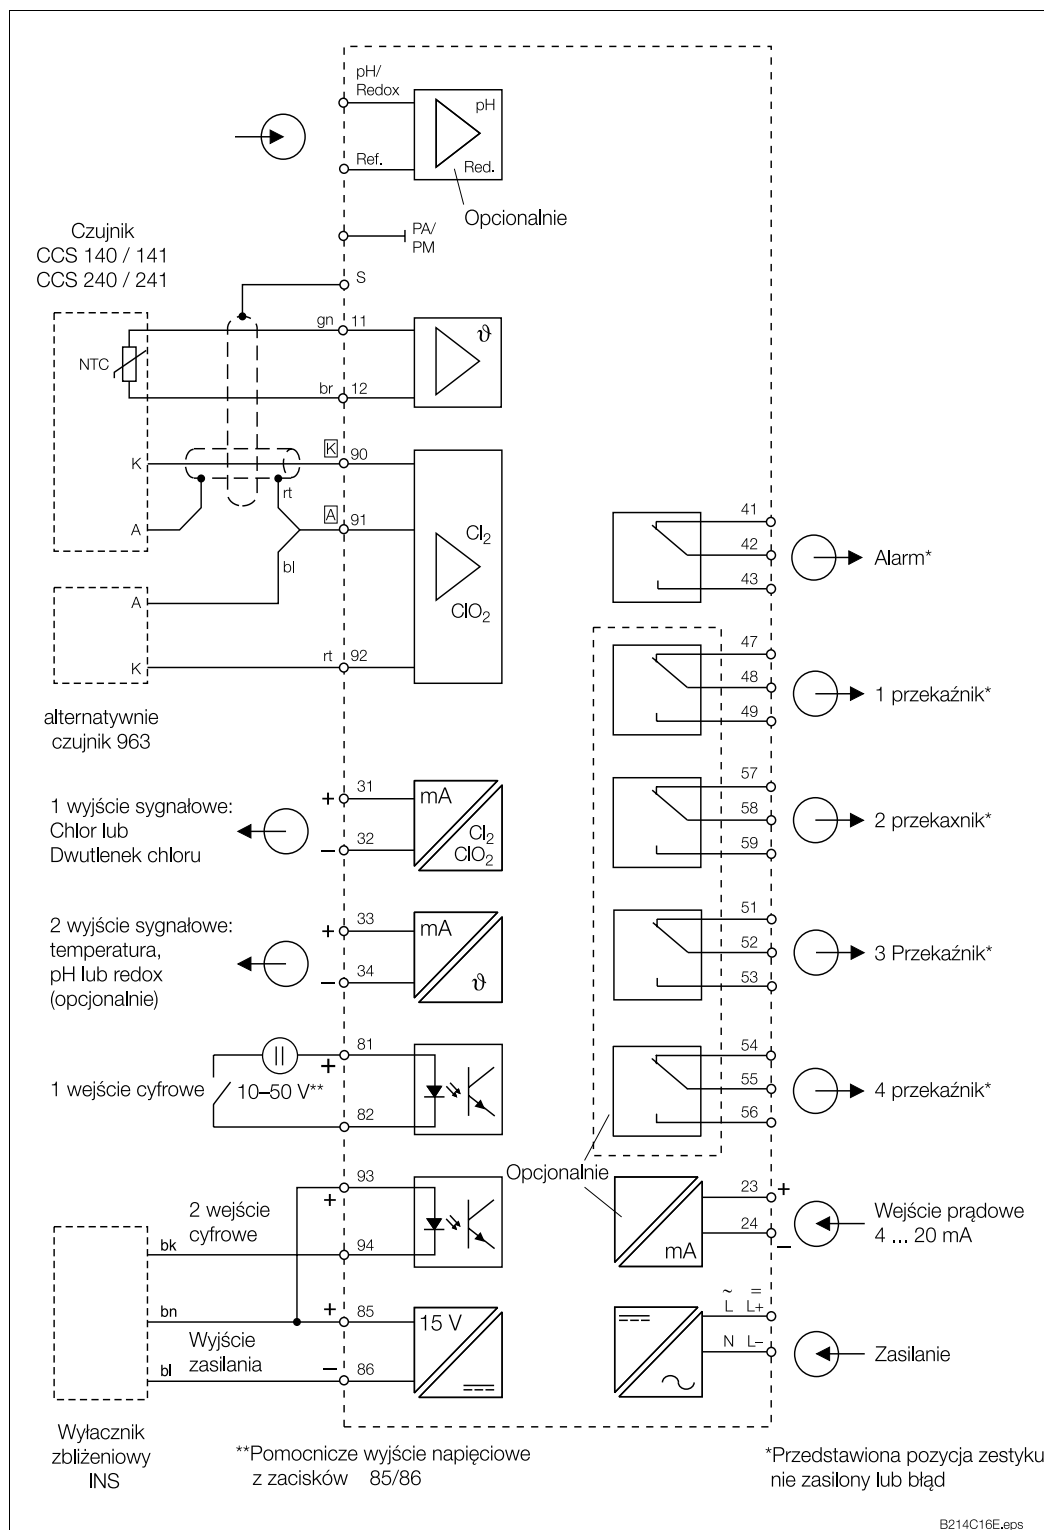 pH/
Redox
pH
Ref.
Red.
Opcionalnie
PA/
PM
S
Czujnik
CCS 140 / 141
CCS 240 / 241
gn
11
ϑ
NTC
br
12
K
K
90
rt
A
A
91
Cl2
bl
ClO2
A
K
rt
92
alternatywnie
czujnik 963
41
42
43
Alarm*
47
48
49
1 przekaźnik*
57
58
59
2 przekaxnik*
51
52
53
3 Przekaźnik*
54
55
56
4 przekaźnik*
1 wyjście sygnałowe:
Chlor lub
Dwutlenek chloru
+
31
–
32
mA
Cl2
ClO2
2 wyjście sygnałowe:
temperatura,
pH lub redox
(opcjonalnie)
+
33
–
34
mA
ϑ
1 wejście cyfrowe
10–50 V**
81
+
82
Opcjonalnie
2 wejście
cyfrowe
93
+
94
bk
bn
+
85
15 V
Wyjście
zasilania
bl
–
86
23
+
24
–
mA
Wejście prądowe
4 ... 20 mA
~ =
L L+
N L–
Zasilanie
Wyłacznik
zbliżeniowy
INS
**Pomocnicze wyjście napięciowe
z zacisków 85/86
*Przedstawiona pozycja zestyku
nie zasilony lub błąd
B214C16E.eps